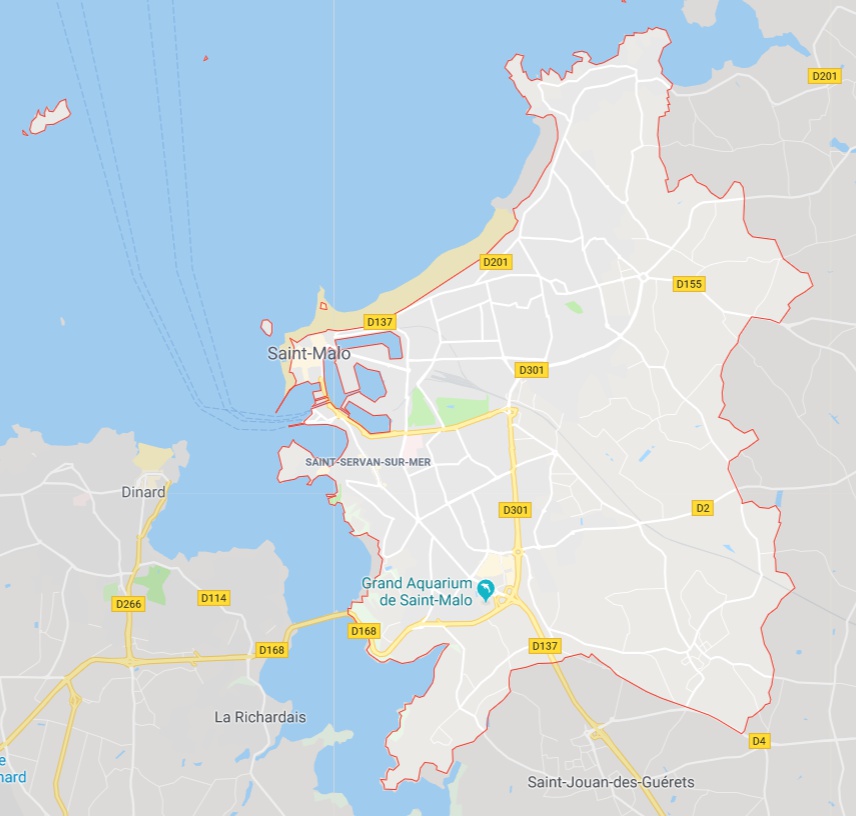 D201
D201
D155
D137
Saint-Malo
D301
SAINT-SERVAN-SUR-MER
Dinard
D301
D2
Grand Aquarium
de Saint-Malo
D266
D114
D168
D168
D137
La Richardais
D4
e
nard
Saint-Jouan-des-Guérets